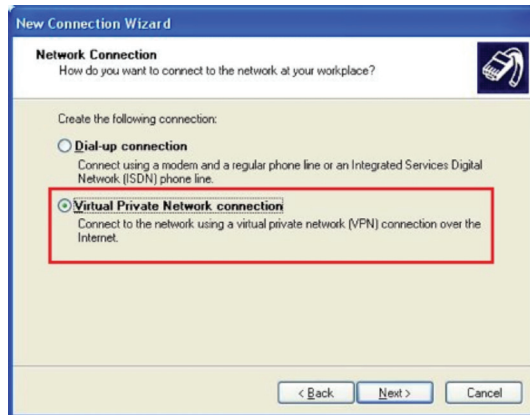 New Connection Wizard
Network Connection
How do you want to connect to the network at your workplace?
Create the following connection:
Dial-up connection
Connect using a modem and a regular phone line or an Integrated Services Digital
Network (ISDN) phone line.
Virtual Private Network connection
Connect to the network using a virtual private network (VPN) connection over the
Internet.
< Back
Next >
Cancel